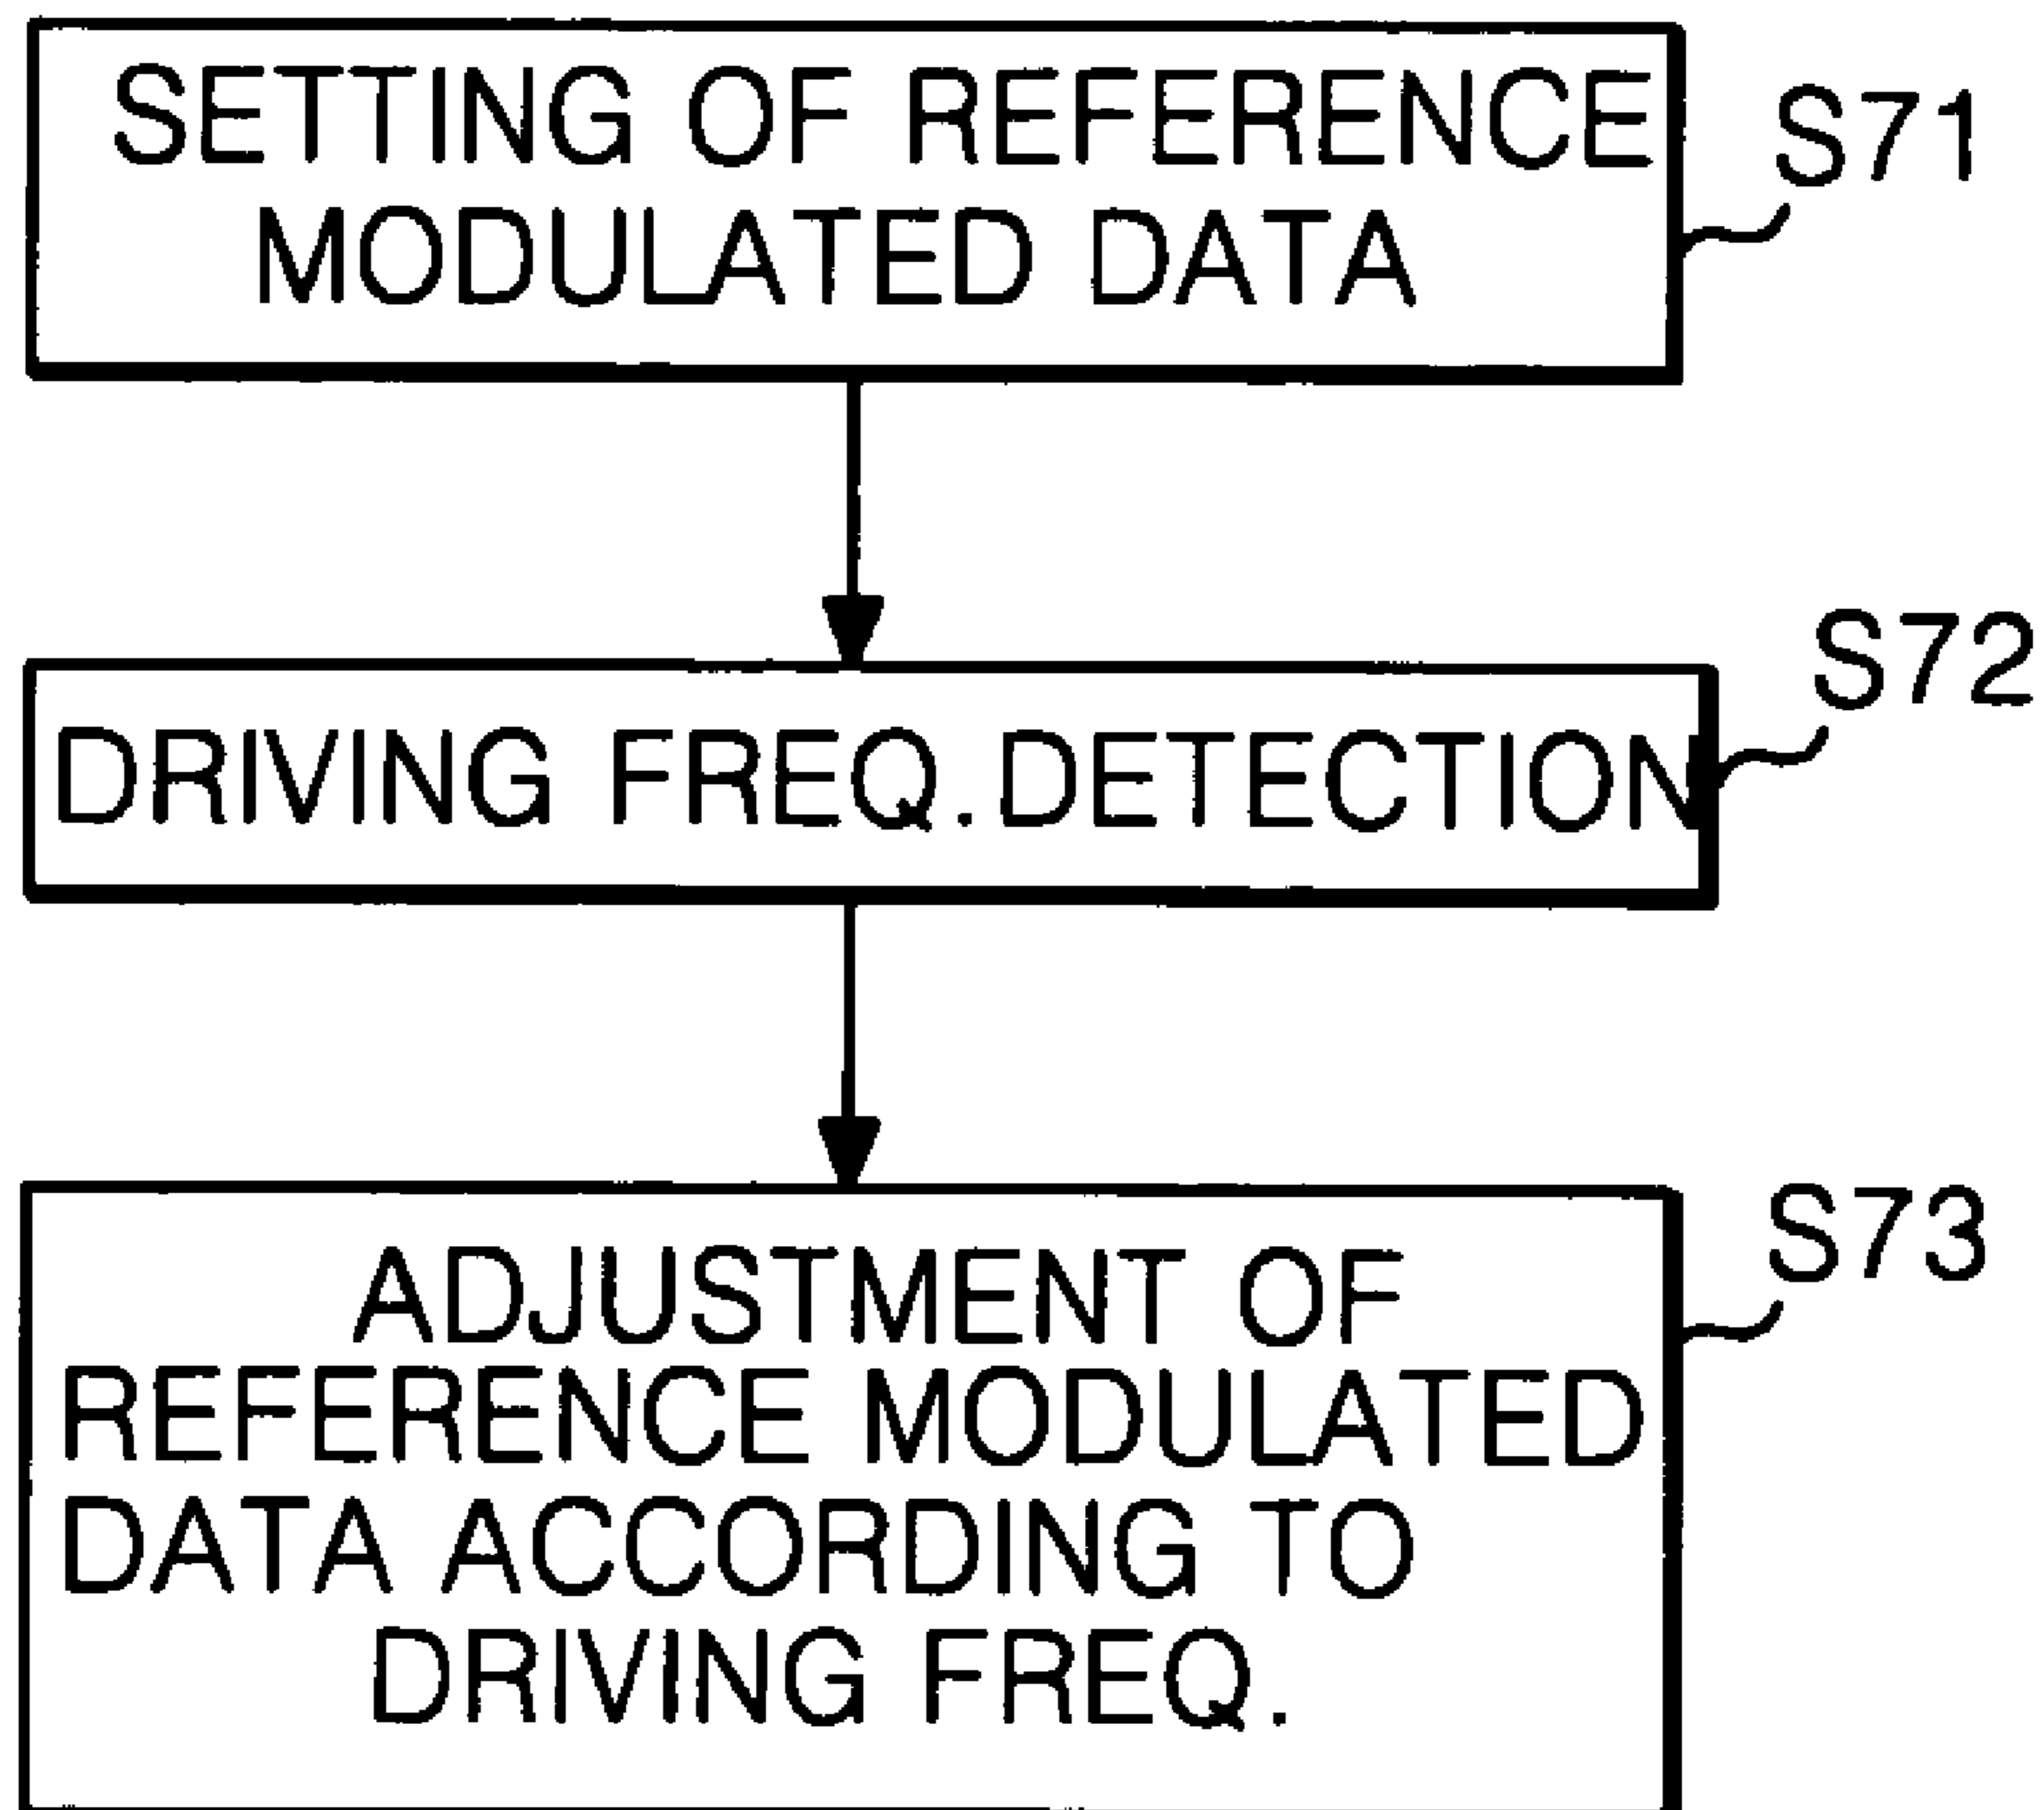 SETTING OF REFERENCE
MODULATED DATA
S71
DRIVING FREQ.DETECTION
S72
ADJUSTMENT OF
REFERENCE MODULATED
DATA ACCORDING TO
DRIVING FREQ.
S73